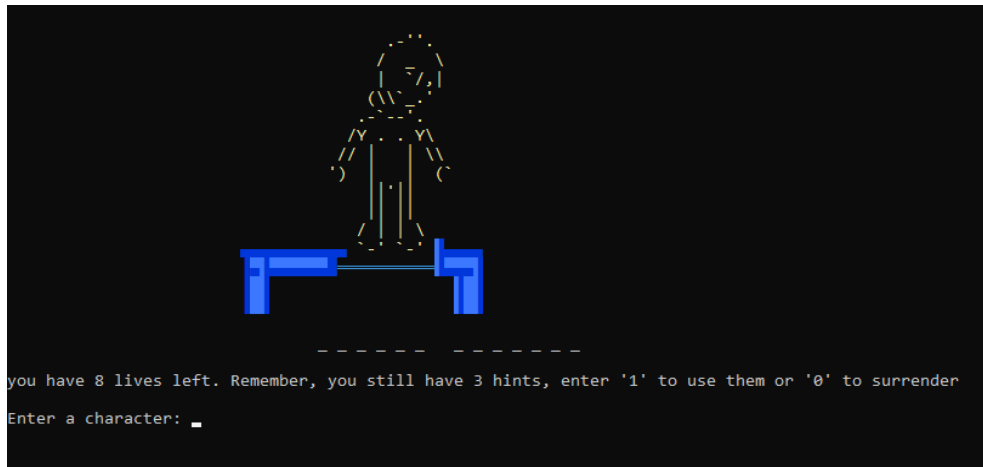 _ _ _ _ _ _  _ _ _ _ _ _ _
you have 8 lives left. Remember, you still have 3 hints, enter '1' to use them or '0' to surrender
Enter a character: